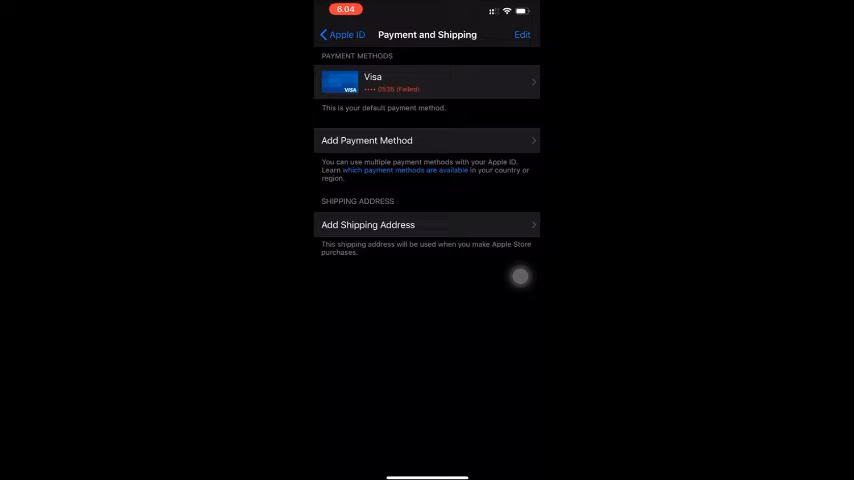 6.04
Apple ID
Payment and Shipping
Edit
PAYMENT METHODS
Visa
VISA
•••• 0535 (Failed)
This is your default payment method.
Add Payment Method
You can use multiple payment methods with your Apple ID.
Learn which payment methods are available in your country or
region.
SHIPPING ADDRESS
Add Shipping Address
This shipping address will be used when you make Apple Store
purchases.